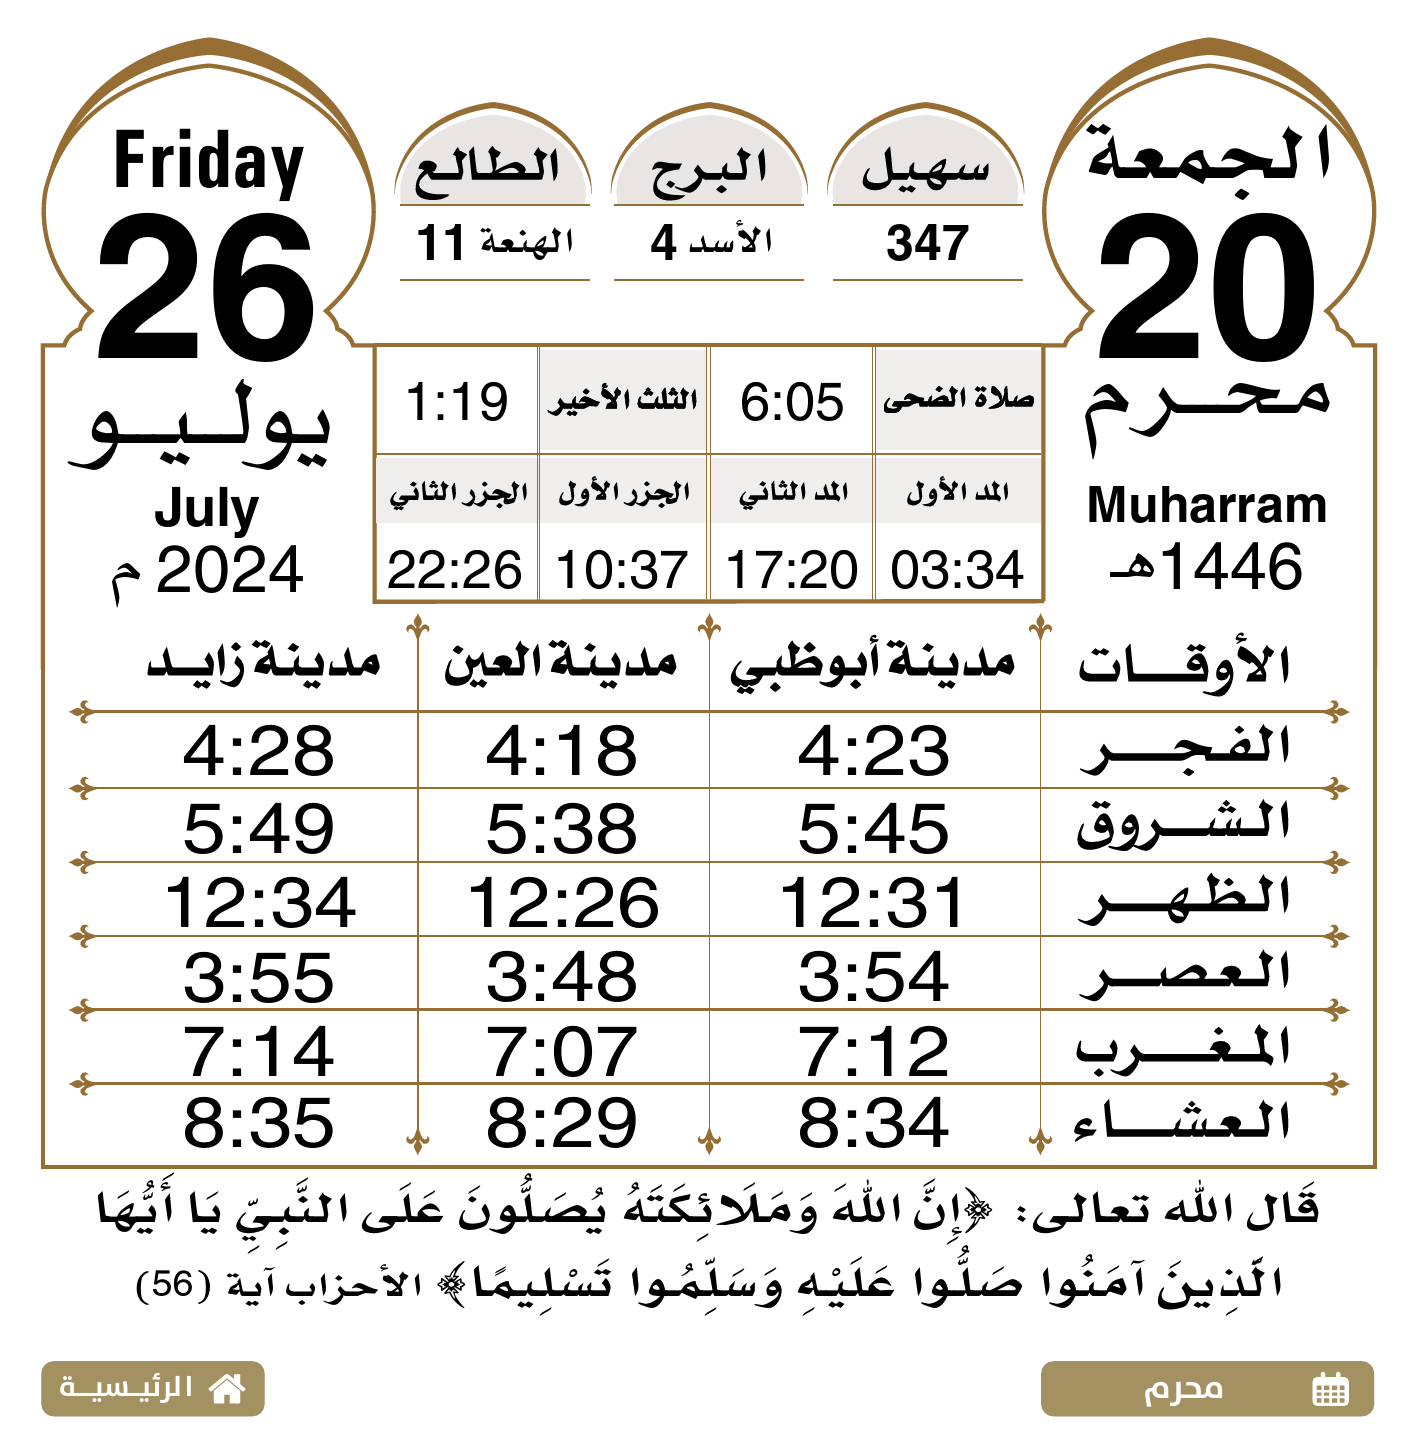 الجمعة
20
محرم
Muharram
1446هـ
سهيل
347
البرج
الأسد 4
الطالع
الهنعة 11
Friday
26
يوليو
July
2024 م
صلاة الضحى 6:05 الثلث الأخير 1:19
المد الأول المد الثاني الجزر الأول الجزر الثاني
03:34 17:20 10:37 22:26
الأوقات مدينة أبوظبي مدينة العين مدينة زايد
الفجر 4:23 4:18 4:28
الشروق 5:45 5:38 5:49
الظهر 12:31 12:26 12:34
العصر 3:54 3:48 3:55
المغرب 7:12 7:07 7:14
العشاء 8:34 8:29 8:35
قَال الله تعالى: ﴿إِنَّ اللهَ وَمَلَائِكَتَهُ يُصَلُّونَ عَلَى النَّبِيِّ يَا أَيُّهَا
الَّذِينَ آمَنُوا صَلُّوا عَلَيْهِ وَسَلِّمُوا تَسْلِيمًا﴾ الأحزاب آية (56)
محرم
الرئيسية